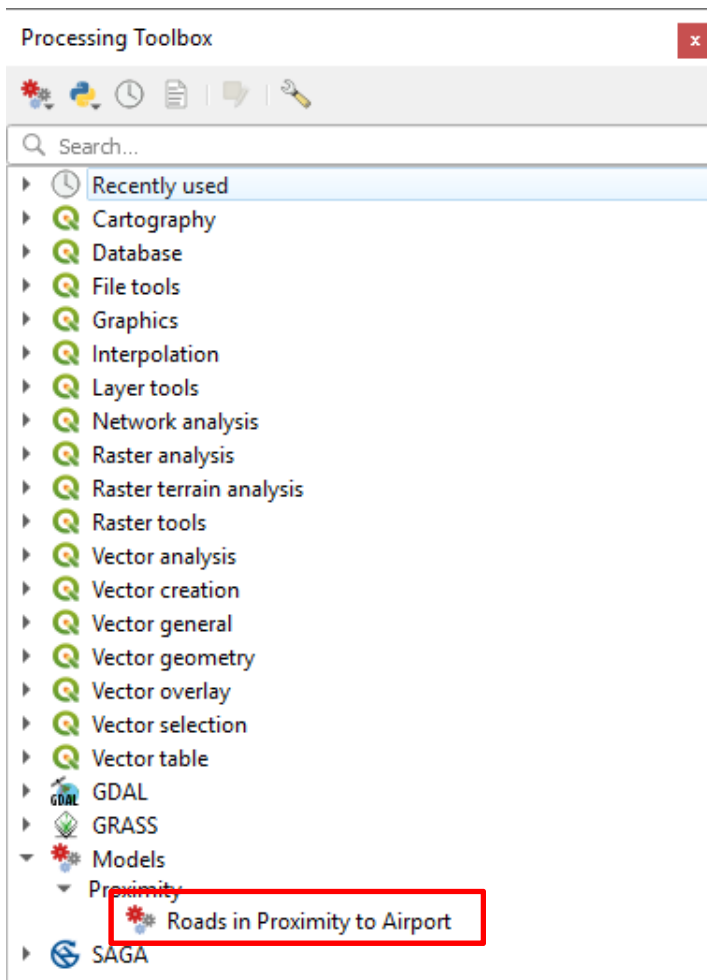 Processing Toolbox
x
Search...
Recently used
Cartography
Database
File tools
Graphics
Interpolation
Layer tools
Network analysis
Raster analysis
Raster terrain analysis
Raster tools
Vector analysis
Vector creation
Vector general
Vector geometry
Vector overlay
Vector selection
Vector table
GDAL GDAL
GRASS
Models
Proximity
Roads in Proximity to Airport
SAGA